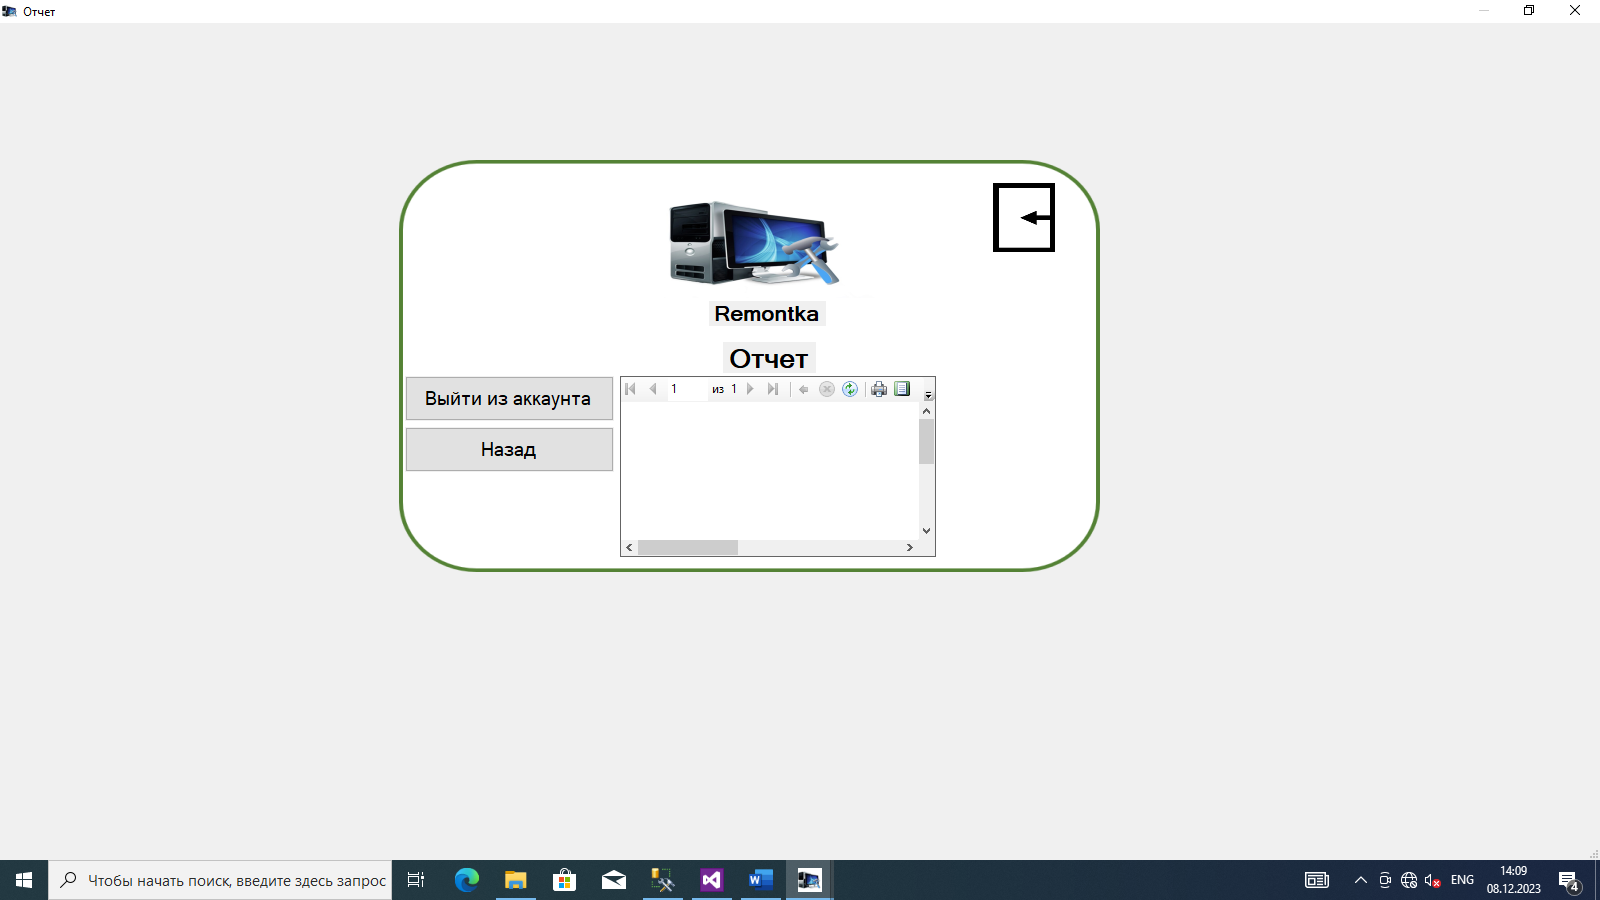 Отчет
Remontka
Отчет
Выйти из аккаунта
Назад
1 из 1
Чтобы начать поиск, введите здесь запрос
ENG
14:09
08.12.2023
4